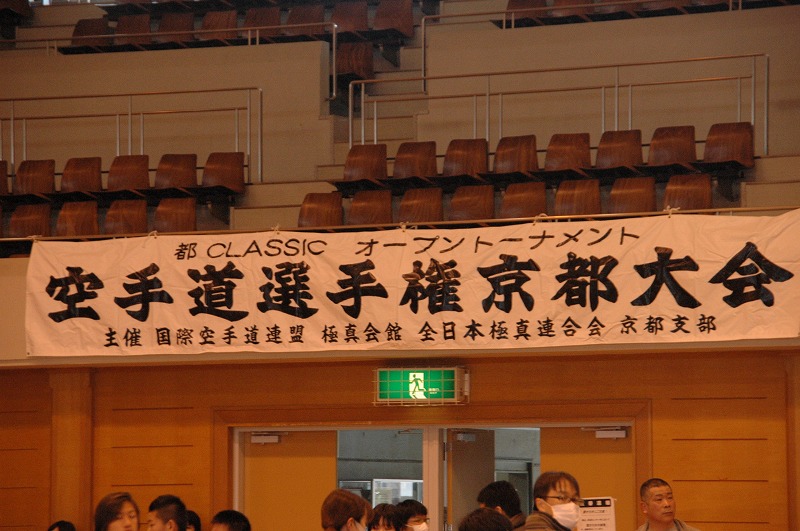 都 CLASSIC オープントーナメント
空手道選手権京都大会
主催 国際空手道連盟 極真会館 全日本極真連合会 京都支部